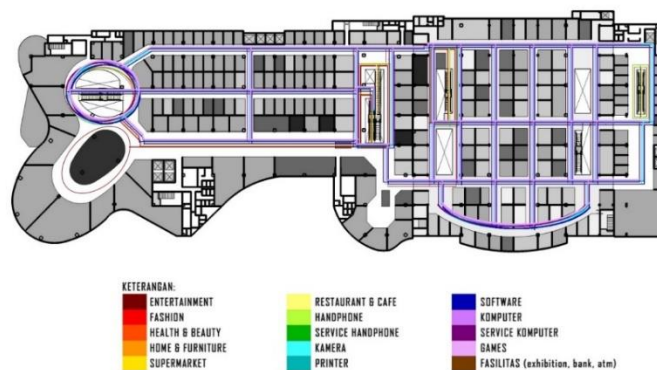 KETERANGAN:
ENTERTAINMENT
FASHION
HEALTH & BEAUTY
HOME & FURNITURE
SUPERMARKET
RESTAURANT & CAFE
HANDPHONE
SERVICE HANDPHONE
KAMERA
PRINTER
SOFTWARE
KOMPUTER
SERVICE KOMPUTER
GAMES
FASILITAS (exhibition, bank, atm)